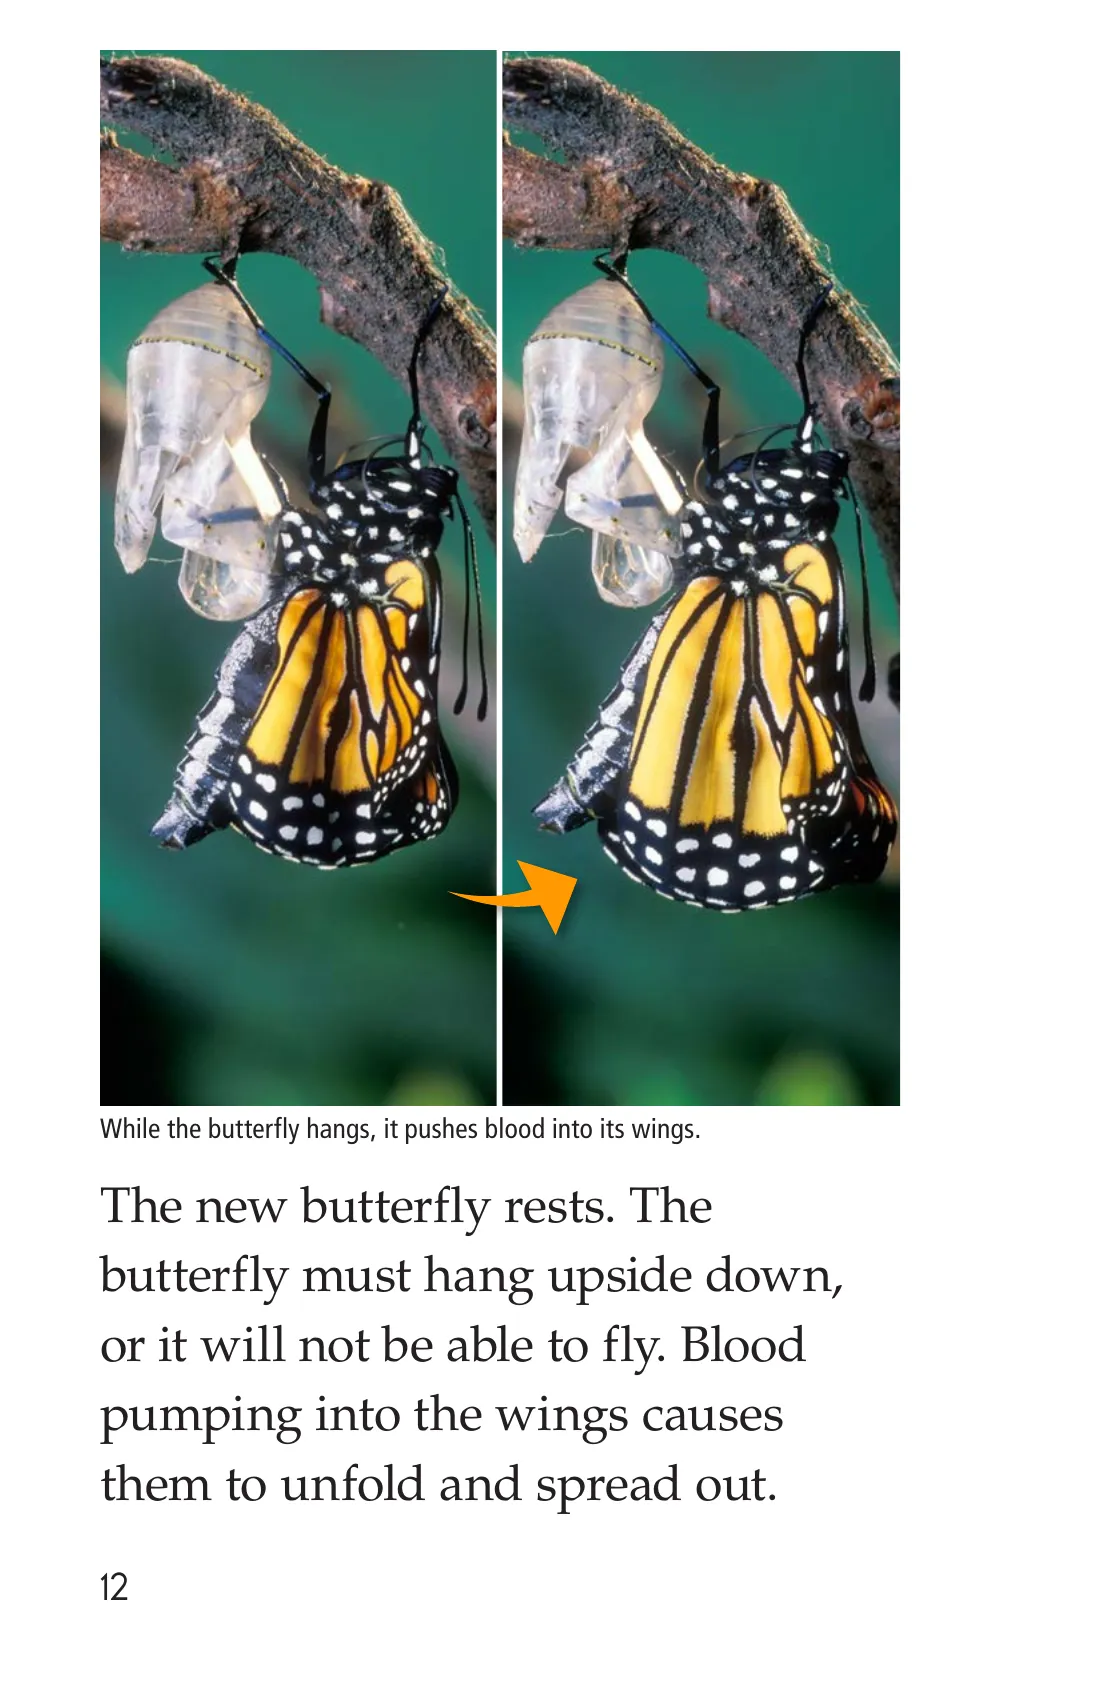 While the butterfly hangs, it pushes blood into its wings.
The new butterfly rests. The
butterfly must hang upside down,
or it will not be able to fly. Blood
pumping into the wings causes
them to unfold and spread out.
12